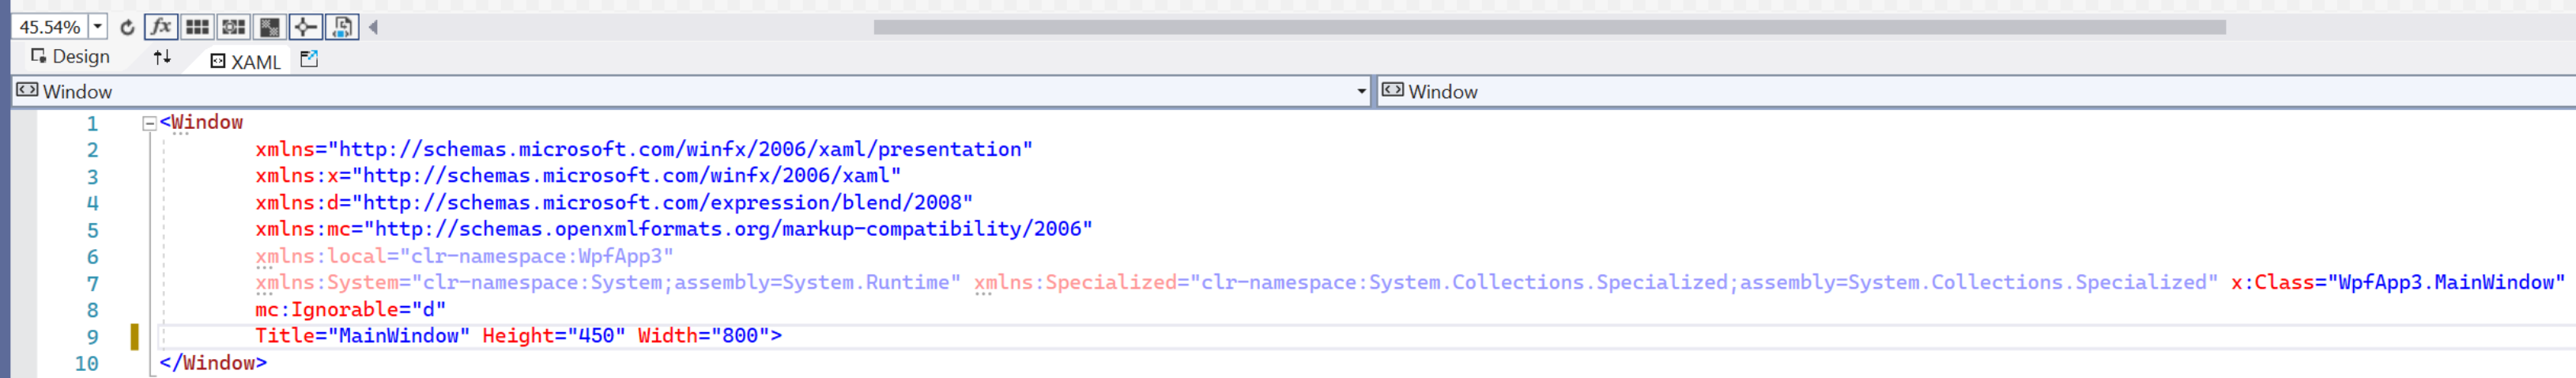 45.54%
Design XAML
Window Window
1 <Window
2 xmlns="http://schemas.microsoft.com/winfx/2006/xaml/presentation"
3 xmlns:x="http://schemas.microsoft.com/winfx/2006/xaml"
4 xmlns:d="http://schemas.microsoft.com/expression/blend/2008"
5 xmlns:mc="http://schemas.openxmlformats.org/markup-compatibility/2006"
6 xmlns:local="clr-namespace:WpfApp3"
7 xmlns:System="clr-namespace:System;assembly=System.Runtime" xmlns:Specialized="clr-namespace:System.Collections.Specialized;assembly=System.Collections.Specialized" x:Class="WpfApp3.MainWindow"
8 mc:Ignorable="d"
9 Title="MainWindow" Height="450" Width="800">
10 </Window>